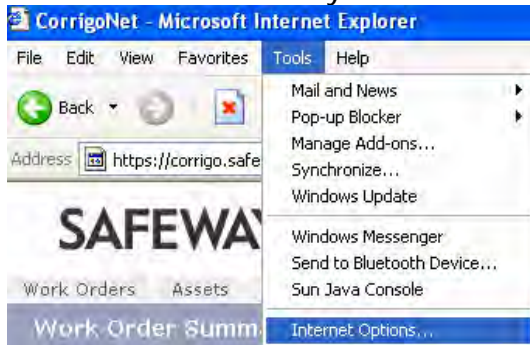 CorrigoNet - Microsoft Internet Explorer
File Edit View Favorites Tools Help
Back
Mail and News
Pop-up Blocker
Manage Add-ons...
Synchronize...
Windows Update
Windows Messenger
Send to Bluetooth Device...
Sun Java Console
Internet Options...
Address https://corrigo.safe
SAFEWA
Work Orders Assets
Work Order Summ